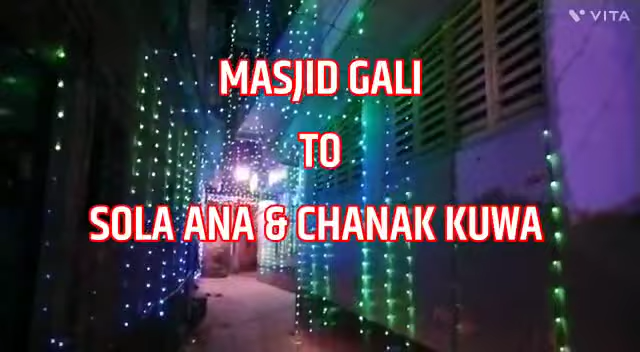 VITA
MASJID GALI
TO
SOLA ANA & CHANAK KUWA